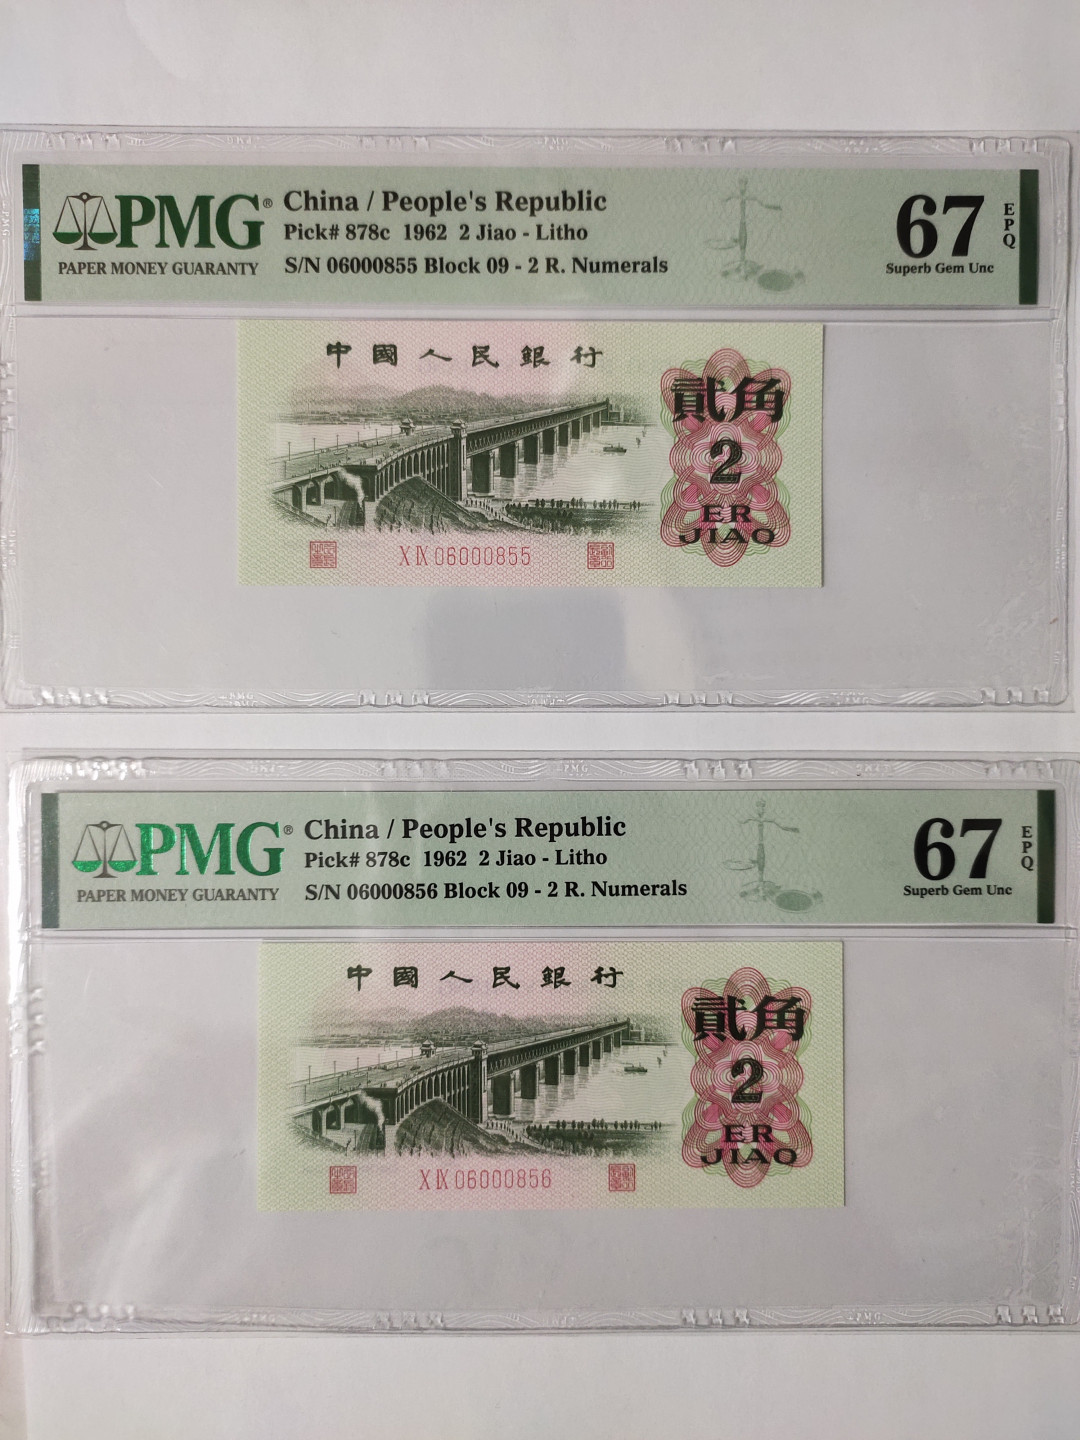 PMG®
PAPER MONEY GUARANTY
China / People's Republic
Pick# 878c 1962 2 Jiao - Litho
S/N 06000855 Block 09 - 2 R. Numerals
67
EPQ
Superb Gem Unc
中國人民銀行
貳角
2
ER
JIAO
X IX 06000855
PMG®
PAPER MONEY GUARANTY
China / People's Republic
Pick# 878c 1962 2 Jiao - Litho
S/N 06000856 Block 09 - 2 R. Numerals
67
EPQ
Superb Gem Unc
中國人民銀行
貳角
2
ER
JIAO
X IX 06000856